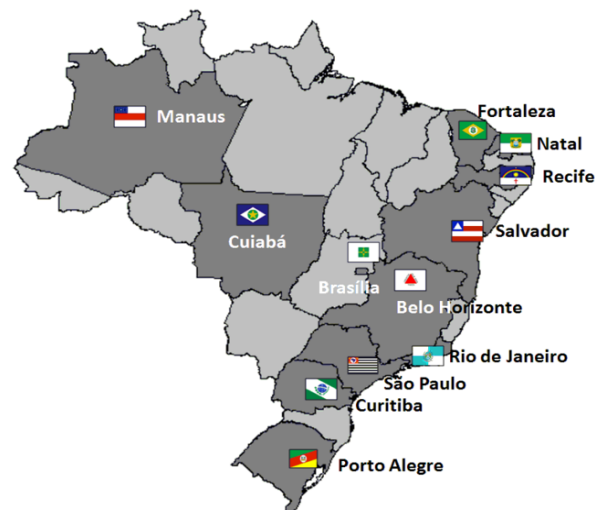 Fortaleza
Manaus
Natal
Recife
Salvador
Cuiabá
Brasília
Belo Horizonte
Rio de Janeiro
São Paulo
Curitiba
Porto Alegre